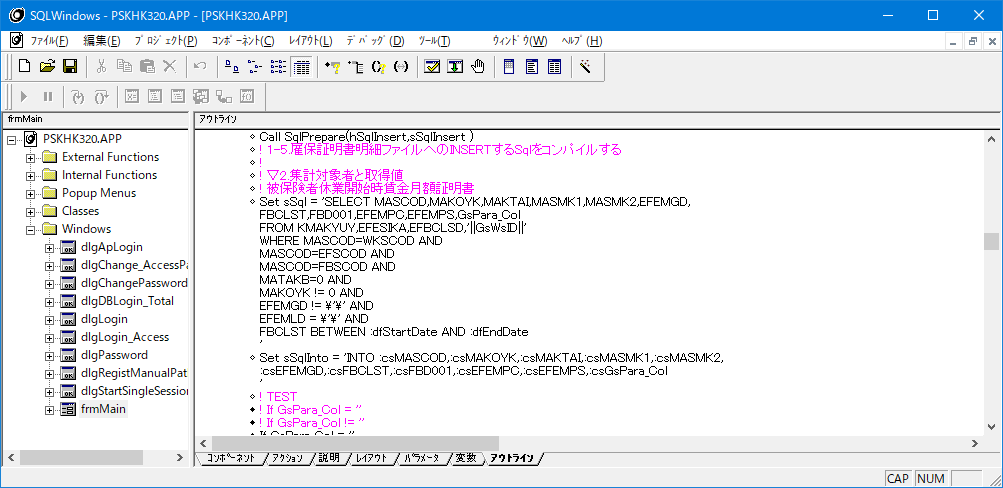 SQLWindows - PSKHK320.APP - [PSKHK320.APP]
ファイル(F) 編集(E) プロジェクト(P) コンポーネント(C) レイアウト(L) デバッグ(D) ツール(T) ウィンドウ(W) ヘルプ(H)
frmMain
アウトライン
PSKHK320.APP
External Functions
Internal Functions
Popup Menus
Classes
Windows
dlgApLogin
dlgChange_AccessPa
dlgChangePassword
dlgDBLogin_Total
dlgLogin
dlgLogin_Access
dlgPassword
dlgRegistManualPat
dlgStartSingleSession
frmMain
Call SqlPrepare(hSqlInsert,sSqlInsert )
! 1-5.雇保証明書明細ファイルへのINSERTするSqlをコンパイルする
!
! ▽2.集計対象者と取得値
! 被保険者休業開始時賃金月額証明書
Set sSql = 'SELECT MASCOD,MAKOYK,MAKTAI,MASMK1,MASMK2,EFEMGD,
FBCLST,FBD001,EFEMPC,EFEMPS,GsPara_Col
FROM KMAKYUY,EFESIKA,EFBCLSD,'||GsWsID||'
WHERE MASCOD=WKSCOD AND
MASCOD=EFSCOD AND
MASCOD=FBSCOD AND
MATAKB=0 AND
MAKOYK != 0 AND
EFEMGD != ¥'¥' AND
EFEMLD = ¥'¥' AND
FBCLST BETWEEN :dfStartDate AND :dfEndDate
'
Set sSqlInto = 'INTO :csMASCOD,:csMAKOYK,:csMAKTAI,:csMASMK1,:csMASMK2,
:csEFEMGD,:csFBCLST,:csFBD001,:csEFEMPC,:csEFEMPS,:csGsPara_Col
'
! TEST
! If GsPara_Col = ''
! If GsPara_Col != ''
If GsPara_Col = ''
コンポーネント アクション 説明 レイアウト パラメータ 変数 アウトライン
CAP NUM